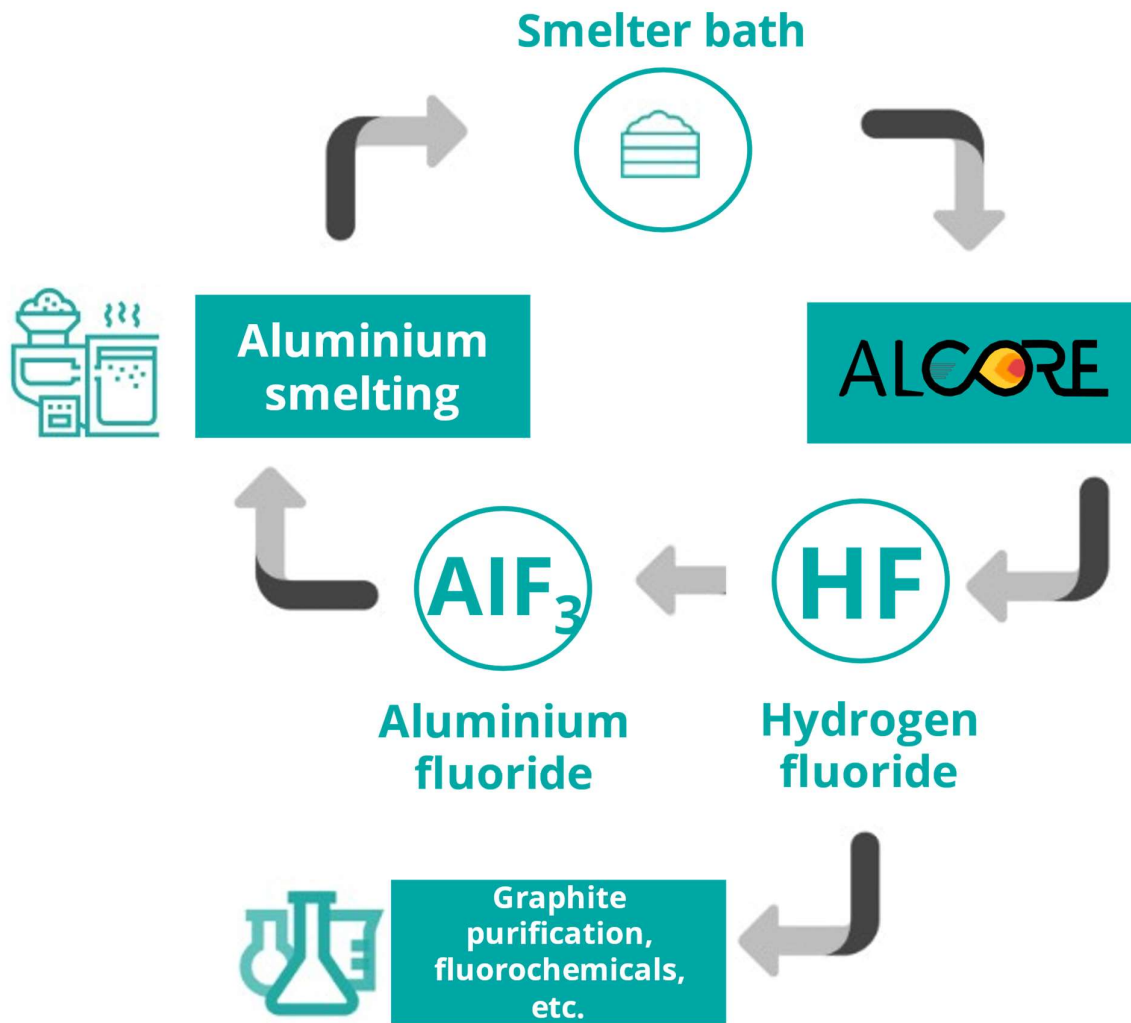 Smelter bath
Aluminium
smelting
ALCORE
AlF₃
HF
Aluminium
fluoride
Hydrogen
fluoride
Graphite
purification,
fluorochemicals,
etc.